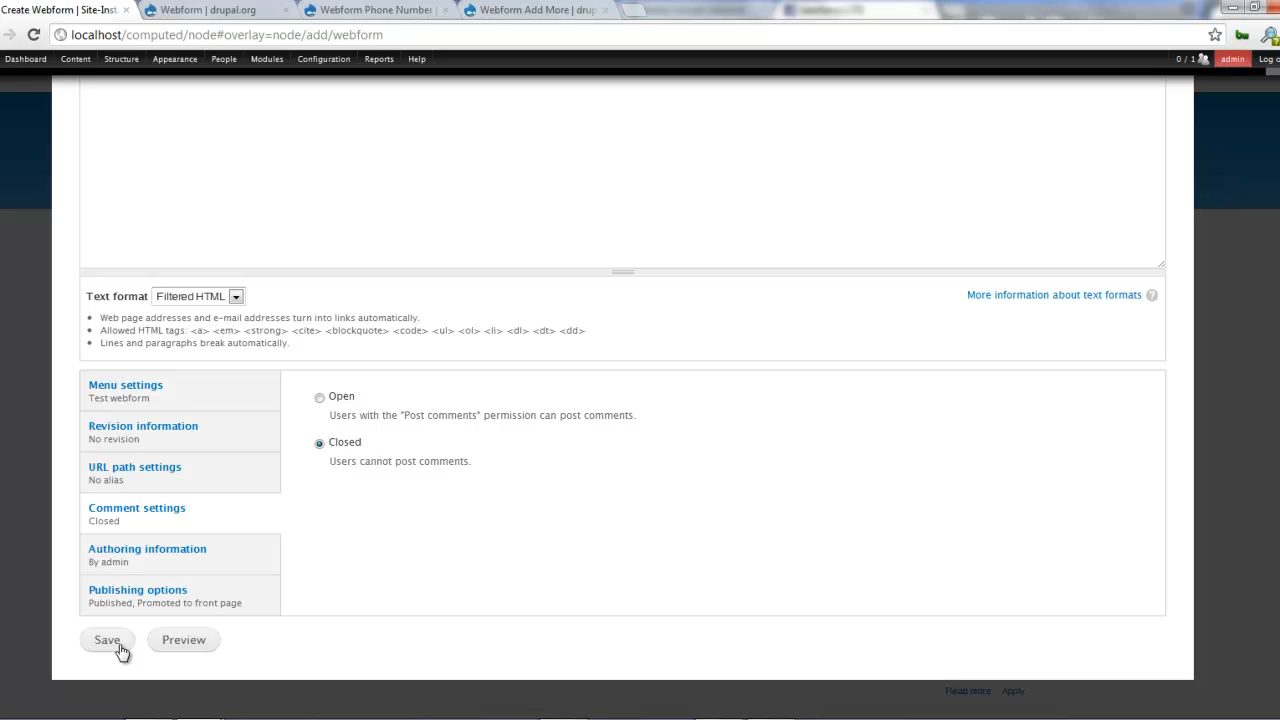 Create Webform | Site-Inst
Webform | drupal.org
Webform Phone Number |
Webform Add More | drup
localhost/computed/node#overlay=node/add/webform
Dashboard Content Structure Appearance People Modules Configuration Reports Help 0 / 1 admin Log o
Text format Filtered HTML More information about text formats ?
Web page addresses and e-mail addresses turn into links automatically.
Allowed HTML tags: <a> <em> <strong> <cite> <blockquote> <code> <ul> <ol> <li> <dl> <dt> <dd>
Lines and paragraphs break automatically.
Menu settings
Test webform
Revision information
No revision
URL path settings
No alias
Comment settings
Closed
Authoring information
By admin
Publishing options
Published, Promoted to front page
Open
Users with the "Post comments" permission can post comments.
Closed
Users cannot post comments.
Save Preview
Read more Apply